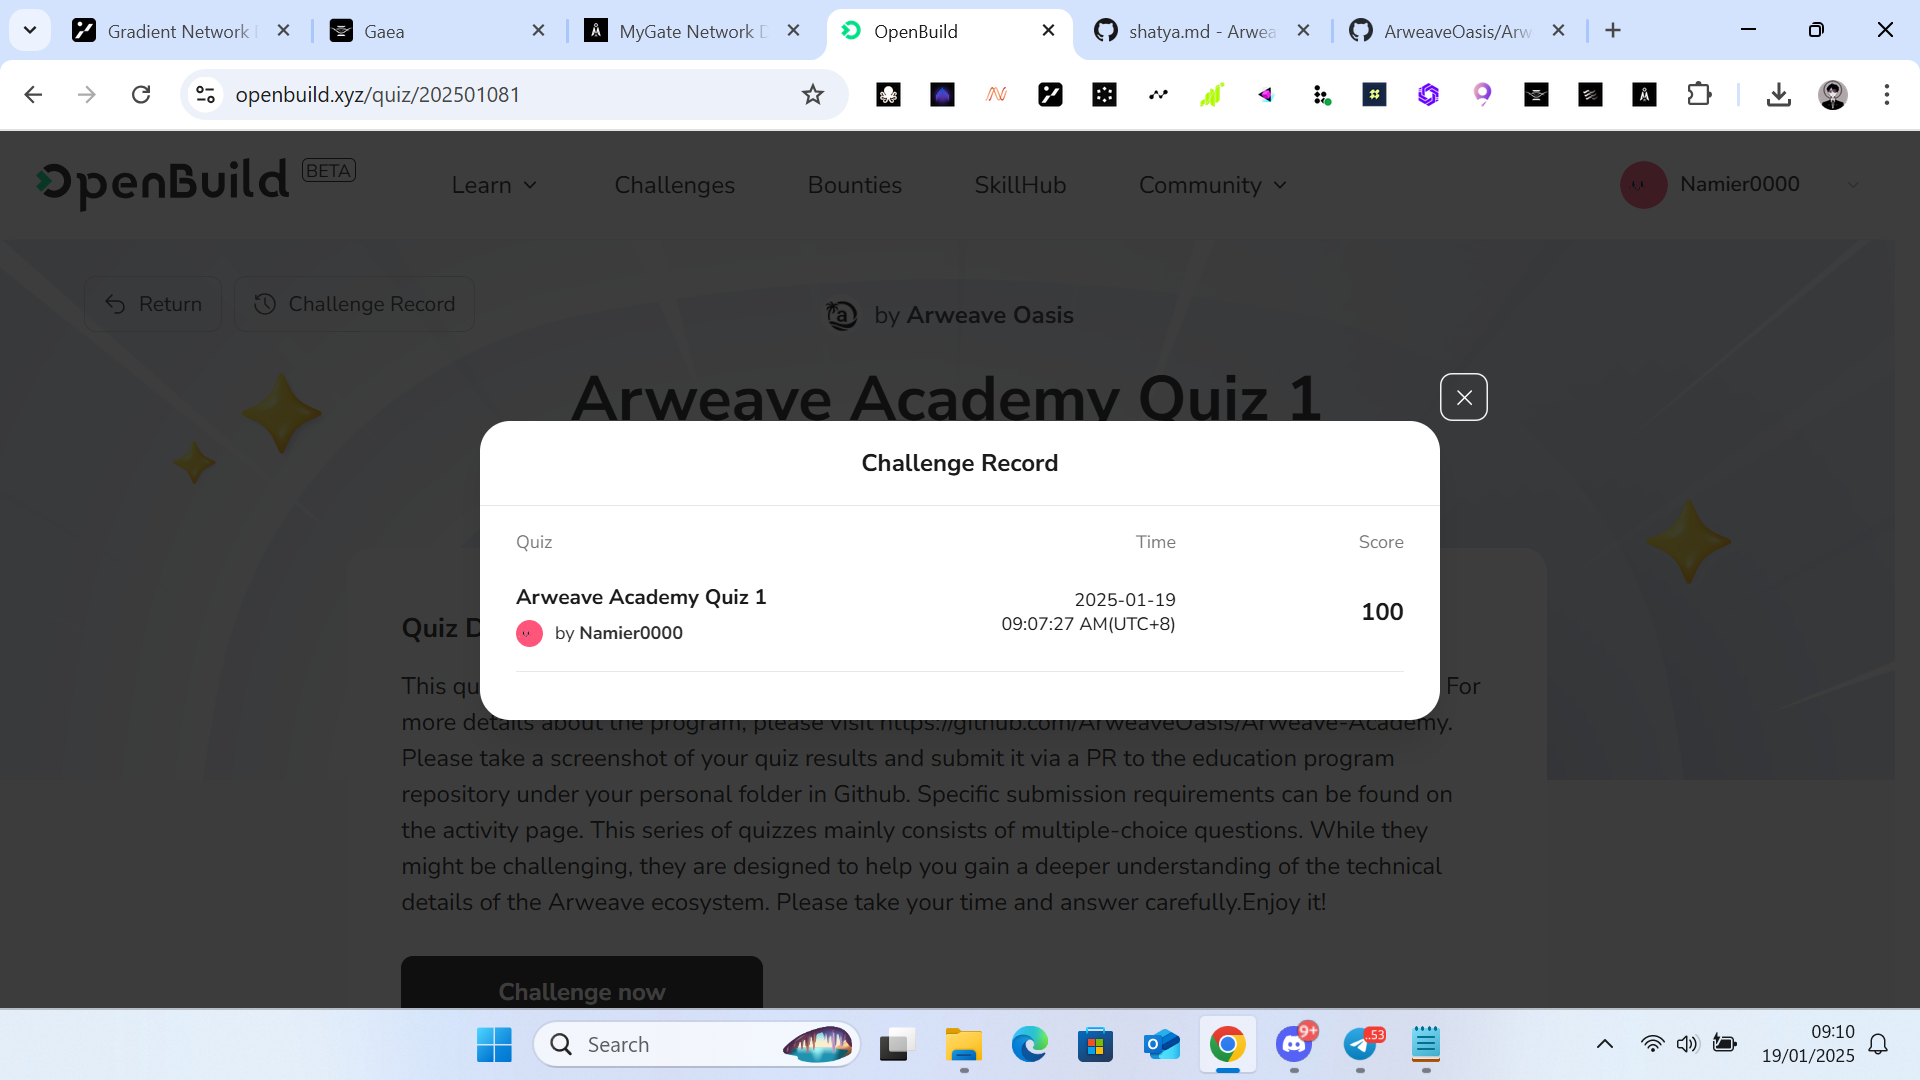 Gradient Network
Gaea
MyGate Network
OpenBuild
shatya.md - Arwea
ArweaveOasis/Arw
openbuild.xyz/quiz/202501081
OpenBuild BETA
Learn
Challenges
Bounties
SkillHub
Community
Namier0000
Return
Challenge Record
by Arweave Oasis
Arweave Academy Quiz 1
Challenge Record
Quiz Time Score
Arweave Academy Quiz 1
by Namier0000
2025-01-19
09:07:27 AM(UTC+8)
100
Quiz D
This qu For
more details about the program, please visit https://github.com/ArweaveOasis/Arweave-Academy.
Please take a screenshot of your quiz results and submit it via a PR to the education program
repository under your personal folder in Github. Specific submission requirements can be found on
the activity page. This series of quizzes mainly consists of multiple-choice questions. While they
might be challenging, they are designed to help you gain a deeper understanding of the technical
details of the Arweave ecosystem. Please take your time and answer carefully.Enjoy it!
Challenge now
Search
9+
..53
09:10
19/01/2025